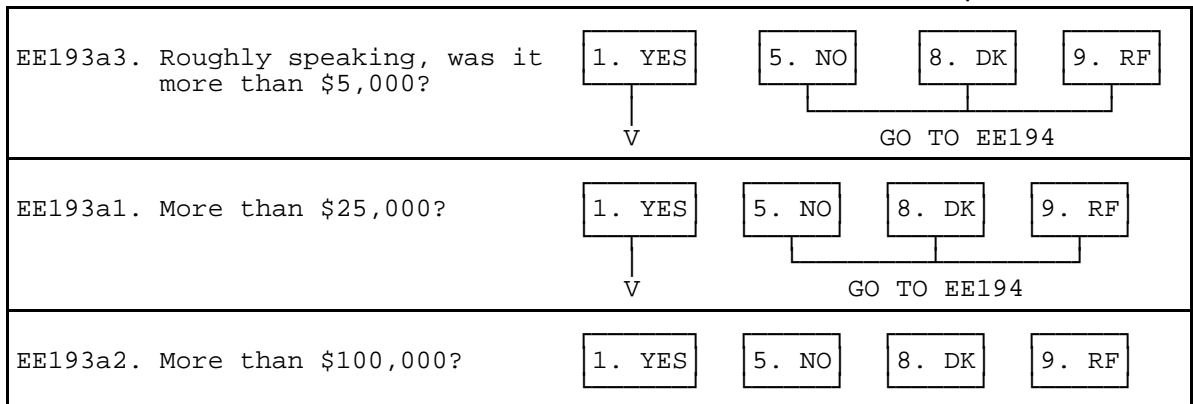 EE193a3. Roughly speaking, was it 1. YES 5. NO 8. DK 9. RF
more than $5,000?
V GO TO EE194
EE193a1. More than $25,000? 1. YES 5. NO 8. DK 9. RF
V GO TO EE194
EE193a2. More than $100,000? 1. YES 5. NO 8. DK 9. RF